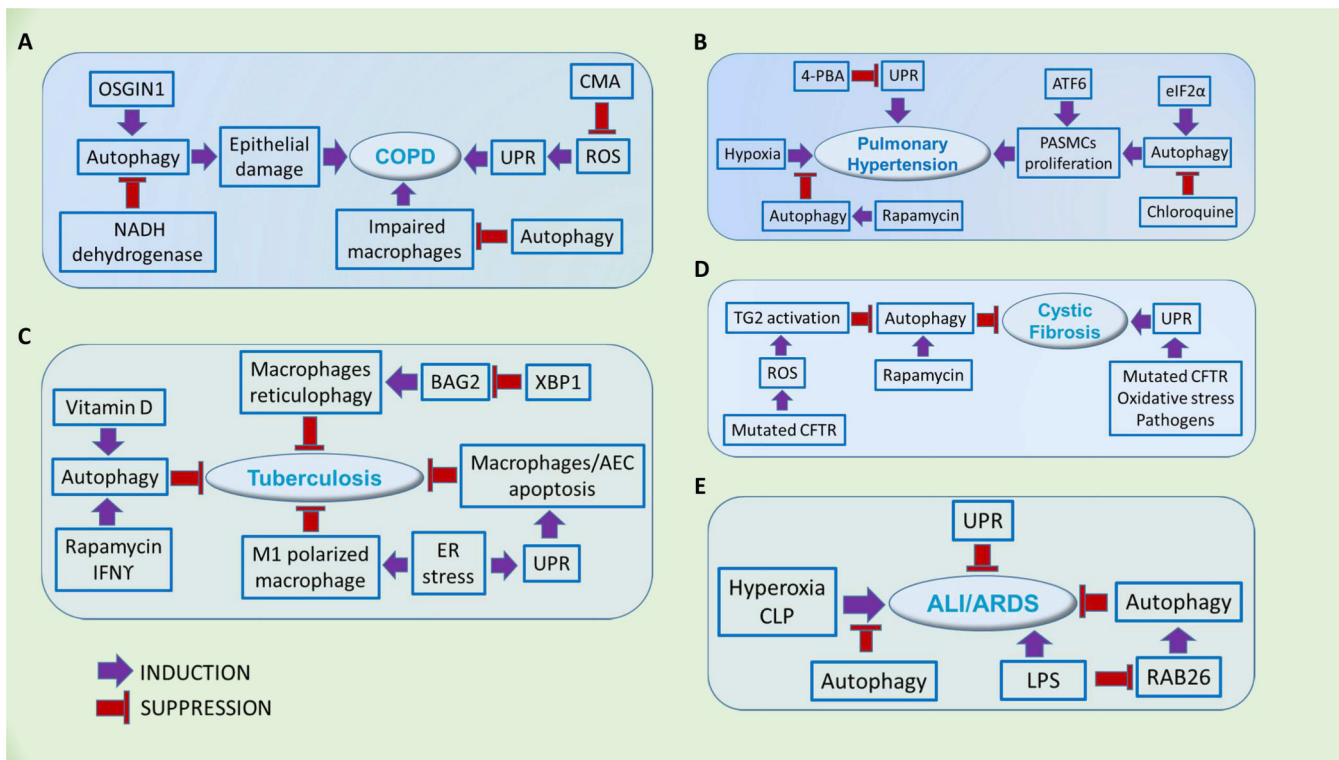 A
OSGIN1
CMA
Autophagy
Epithelial
damage
COPD
UPR
ROS
NADH
dehydrogenase
Impaired
macrophages
Autophagy
B
4-PBA
UPR
ATF6
eIF2α
Hypoxia
Pulmonary
Hypertension
PASMCs
proliferation
Autophagy
Autophagy
Rapamycin
Chloroquine
C
Macrophages
reticulophagy
BAG2
XBP1
Vitamin D
Autophagy
Tuberculosis
Macrophages/AEC
apoptosis
Rapamycin
IFNϒ
M1 polarized
macrophage
ER
stress
UPR
D
TG2 activation
Autophagy
Cystic
Fibrosis
UPR
ROS
Rapamycin
Mutated CFTR
Mutated CFTR
Oxidative stress
Pathogens
E
UPR
Hyperoxia
CLP
ALI/ARDS
Autophagy
Autophagy
LPS
RAB26
INDUCTION
SUPPRESSION